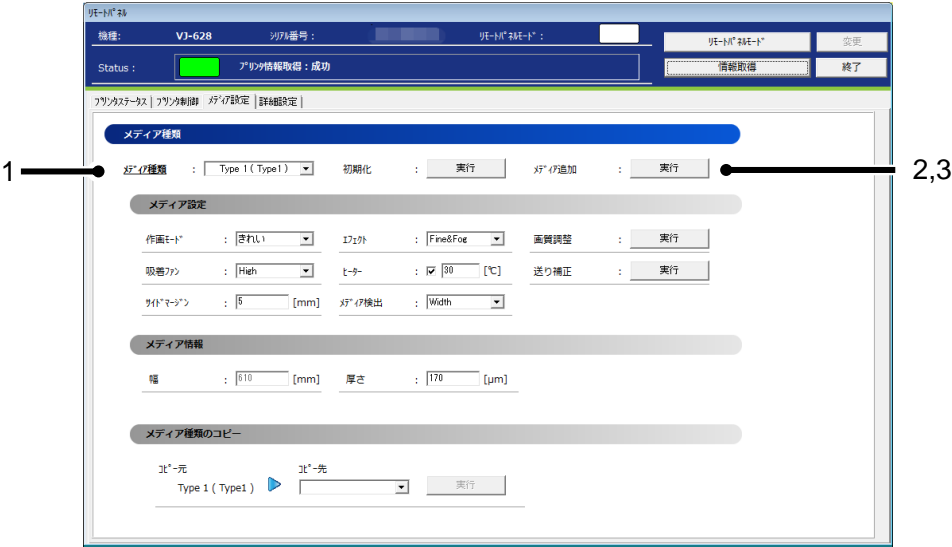 ﾘﾓｰﾄﾊﾟﾈﾙ
機種: VJ-628 ｼﾘｱﾙ番号： ﾘﾓｰﾄﾊﾟﾈﾙﾓｰﾄﾞ： ﾘﾓｰﾄﾊﾟﾈﾙﾓｰﾄﾞ 変更
Status : ﾌﾟﾘﾝﾀ情報取得：成功 情報取得 終了
ﾌﾟﾘﾝﾀｽﾃｰﾀｽ ﾌﾟﾘﾝﾀ制御 ﾒﾃﾞｨｱ設定 詳細設定
メディア種類
1 ﾒﾃﾞｨｱ種類 : Type 1 ( Type1 ) 初期化 : 実行 ﾒﾃﾞｨｱ追加 : 実行 2,3
メディア設定
作画ﾓｰﾄﾞ : きれい ｴﾌｪｸﾄ : Fine&Fog 画質調整 : 実行
吸着ﾌｧﾝ : High ﾋｰﾀｰ : 30 [℃] 送り補正 : 実行
ｻｲﾄﾞﾏｰｼﾞﾝ : 5 [mm] ﾒﾃﾞｨｱ検出 : Width
メディア情報
幅 : 610 [mm] 厚さ : 170 [μm]
メディア種類のコピー
ｺﾋﾟｰ元 ｺﾋﾟｰ先
Type 1 ( Type1 ) 実行